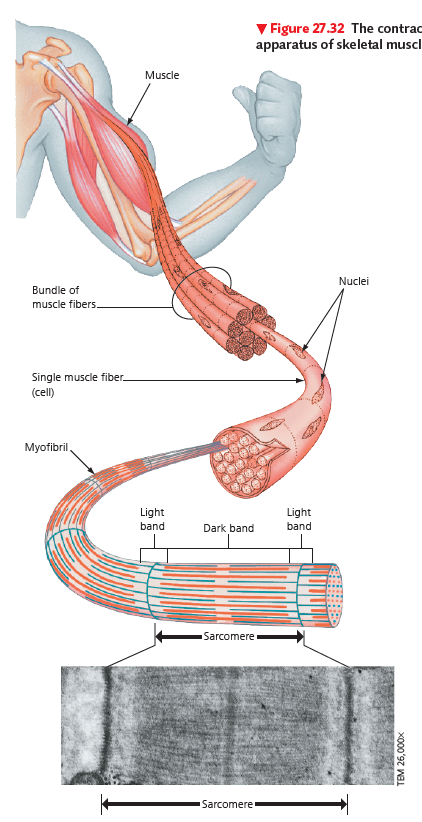 ▼ Figure 27.32 The contrac
apparatus of skeletal muscl
Muscle
Bundle of
muscle fibers
Nuclei
Single muscle fiber
(cell)
Myofibril
Light
band
Dark band
Light
band
Sarcomere
TEM 26,000×
Sarcomere